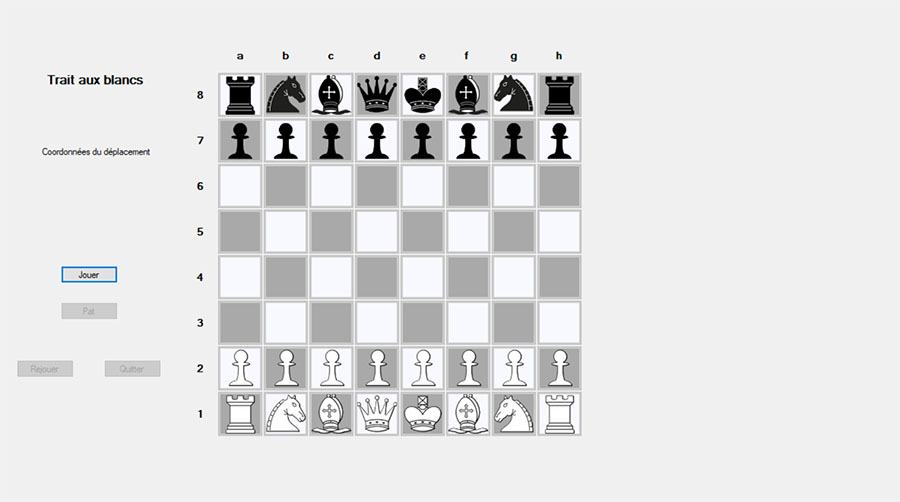 a b c d e f g h
Trait aux blancs
8
7
Coordonnées du déplacement
6
5
Jouer
4
Pat
3
Rejouer Quitter
2
1